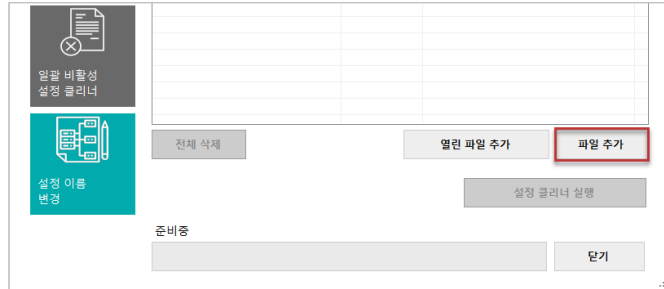 일괄 비활성
설정 클리너
전체 삭제
열린 파일 추가
파일 추가
설정 이름
변경
설정 클리너 실행
준비중
닫기